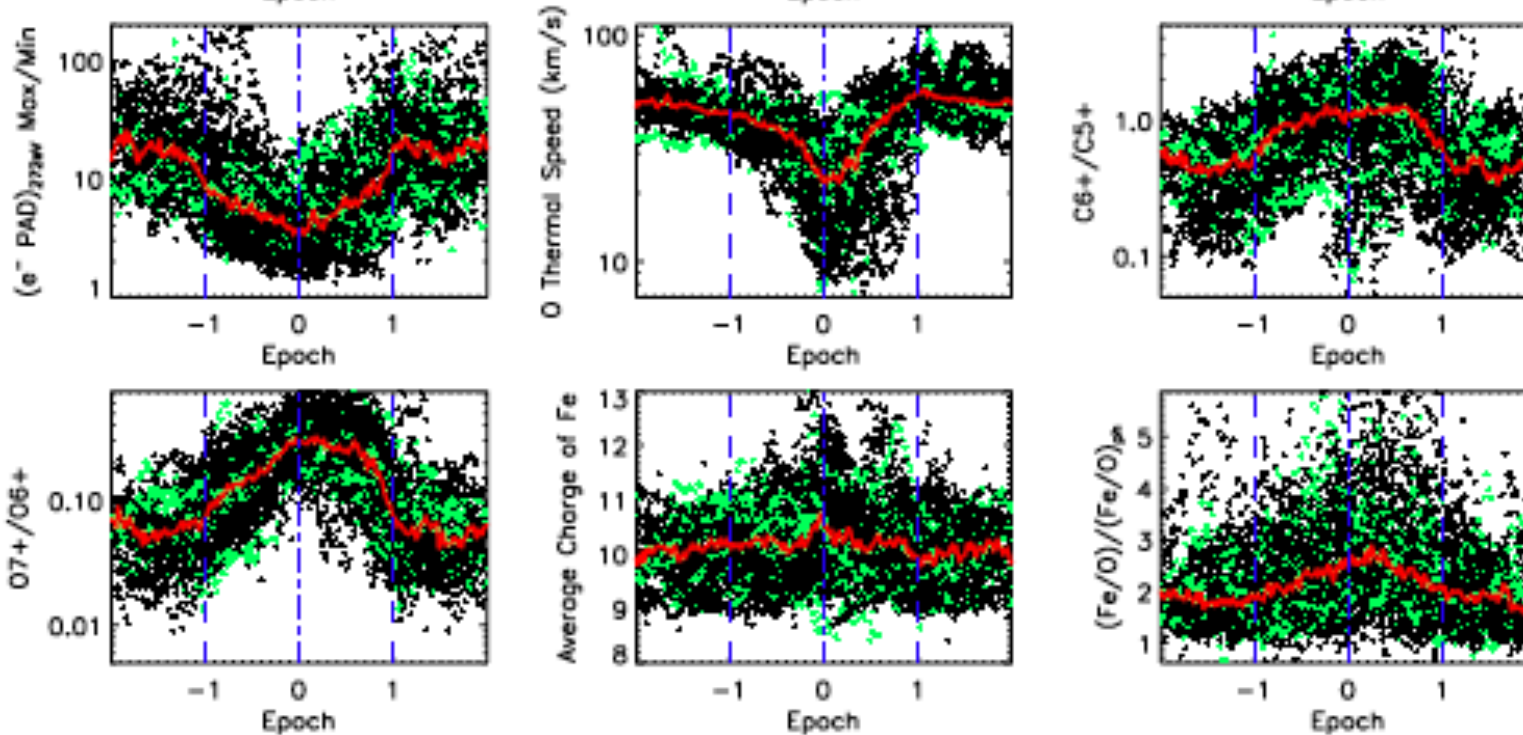 Epoch
Epoch
Epoch
(e⁻ PAD)₂₇₂ₑᵥ Max/Min
100
10
1
−1 0 1
Epoch
O Thermal Speed (km/s)
100
10
−1 0 1
Epoch
C6+/C5+
1.0
0.1
−1 0 1
Epoch
O7+/O6+
0.10
0.01
−1 0 1
Epoch
Average Charge of Fe
13
12
11
10
9
8
−1 0 1
Epoch
(Fe/O)/(Fe/O)ₚₕ
5
4
3
2
1
−1 0 1
Epoch